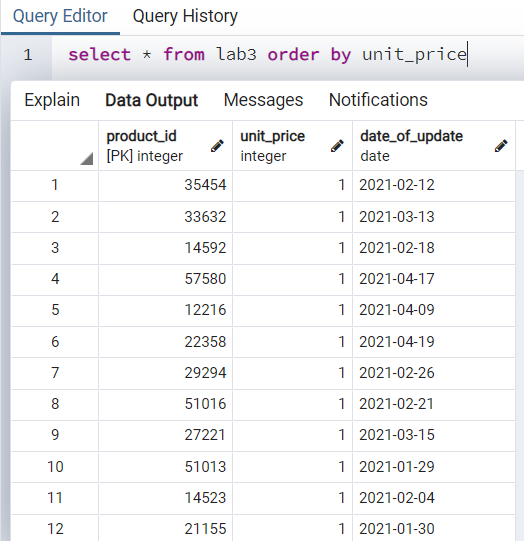 Query Editor Query History
1 select * from lab3 order by unit_price
Explain Data Output Messages Notifications
product_id unit_price date_of_update
[PK] integer integer date
1 35454 1 2021-02-12
2 33632 1 2021-03-13
3 14592 1 2021-02-18
4 57580 1 2021-04-17
5 12216 1 2021-04-09
6 22358 1 2021-04-19
7 29294 1 2021-02-26
8 51016 1 2021-02-21
9 27221 1 2021-03-15
10 51013 1 2021-01-29
11 14523 1 2021-02-04
12 21155 1 2021-01-30